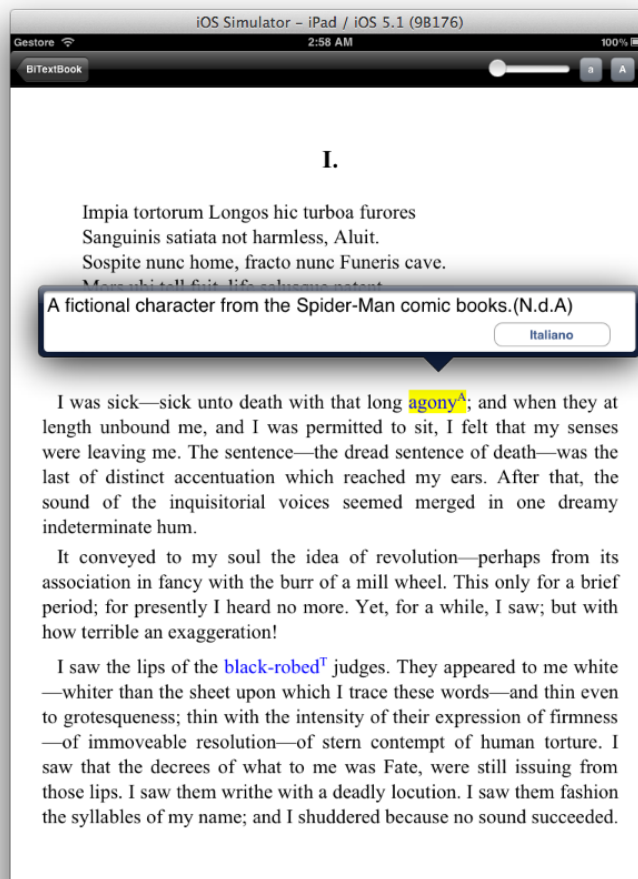 iOS Simulator – iPad / iOS 5.1 (9B176)
Gestore 2:58 AM 100%
BiTextBook a A
I.
Impia tortorum Longos hic turboa furores
Sanguinis satiata not harmless, Aluit.
Sospite nunc home, fracto nunc Funeris cave.
Mors ubi tell fuit, life salusque patent.
A fictional character from the Spider-Man comic books.(N.d.A)
Italiano
I was sick—sick unto death with that long agonyᴬ; and when they at
length unbound me, and I was permitted to sit, I felt that my senses
were leaving me. The sentence—the dread sentence of death—was the
last of distinct accentuation which reached my ears. After that, the
sound of the inquisitorial voices seemed merged in one dreamy
indeterminate hum.
It conveyed to my soul the idea of revolution—perhaps from its
association in fancy with the burr of a mill wheel. This only for a brief
period; for presently I heard no more. Yet, for a while, I saw; but with
how terrible an exaggeration!
I saw the lips of the black-robedᵀ judges. They appeared to me white
—whiter than the sheet upon which I trace these words—and thin even
to grotesqueness; thin with the intensity of their expression of firmness
—of immoveable resolution—of stern contempt of human torture. I
saw that the decrees of what to me was Fate, were still issuing from
those lips. I saw them writhe with a deadly locution. I saw them fashion
the syllables of my name; and I shuddered because no sound succeeded.